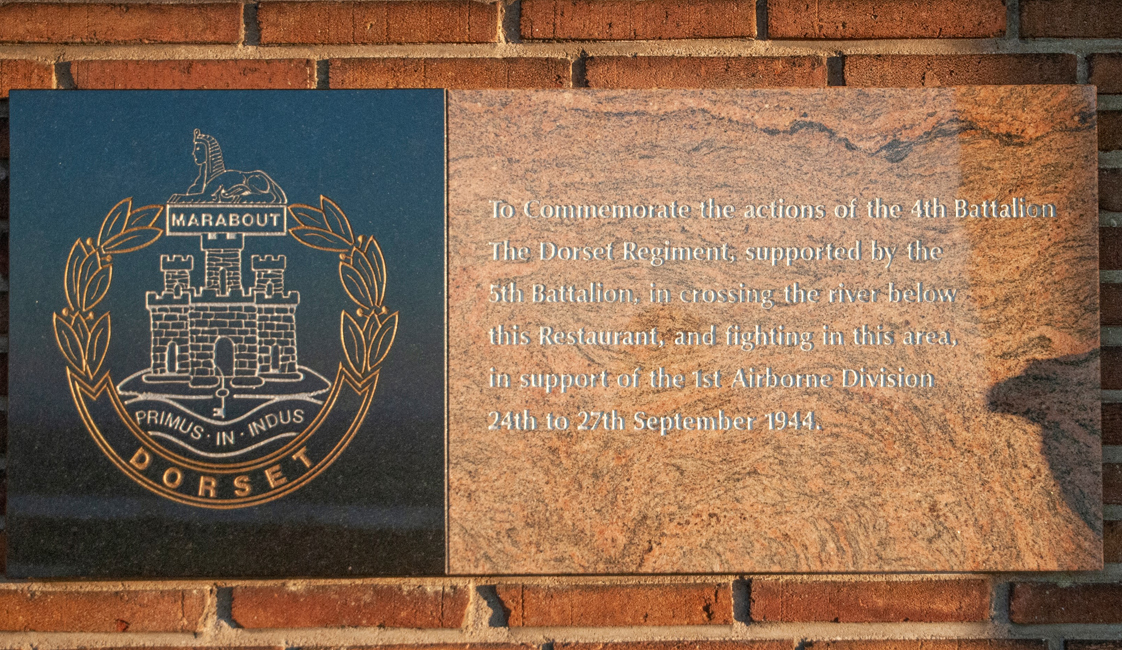 MARABOUT
PRIMUS · IN · INDUS
DORSET
To Commemorate the actions of the 4th Battalion
The Dorset Regiment, supported by the
5th Battalion, in crossing the river below
this Restaurant, and fighting in this area,
in support of the 1st Airborne Division
24th to 27th September 1944.